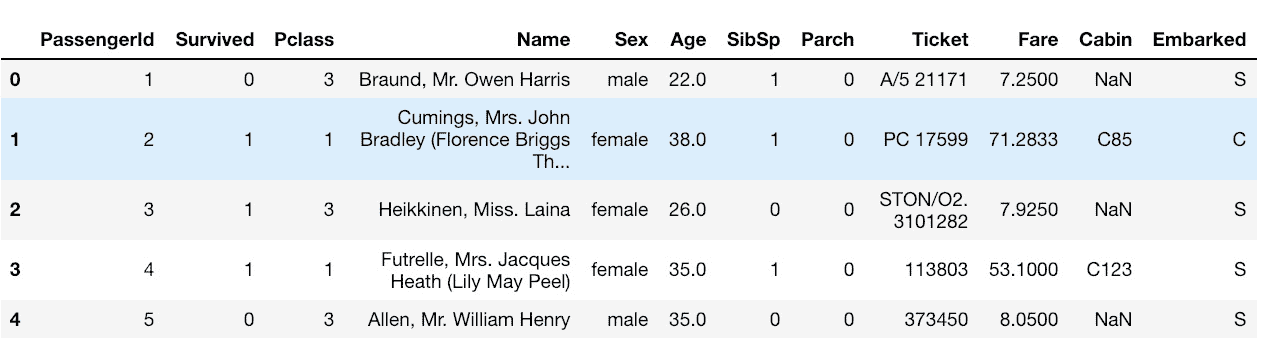 PassengerId Survived Pclass Name Sex Age SibSp Parch Ticket Fare Cabin Embarked
0 1 0 3 Braund, Mr. Owen Harris male 22.0 1 0 A/5 21171 7.2500 NaN S
Cumings, Mrs. John
1 2 1 1 Bradley (Florence Briggs female 38.0 1 0 PC 17599 71.2833 C85 C
Th...
2 3 1 3 Heikkinen, Miss. Laina female 26.0 0 0 STON/O2. 7.9250 NaN S
3101282
3 4 1 1 Futrelle, Mrs. Jacques female 35.0 1 0 113803 53.1000 C123 S
Heath (Lily May Peel)
4 5 0 3 Allen, Mr. William Henry male 35.0 0 0 373450 8.0500 NaN S